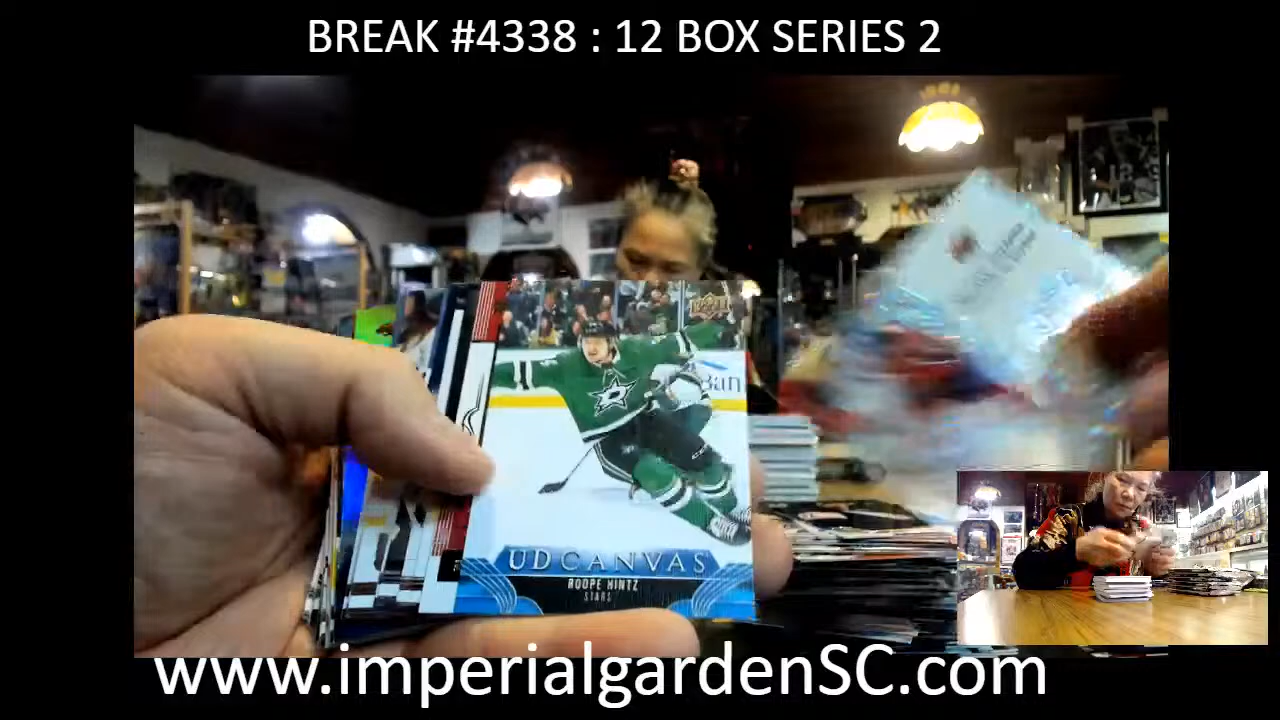 BREAK #4338 : 12 BOX SERIES 2
UD CANVAS
ROOPE HINTZ
STARS
www.imperialgardenSC.com